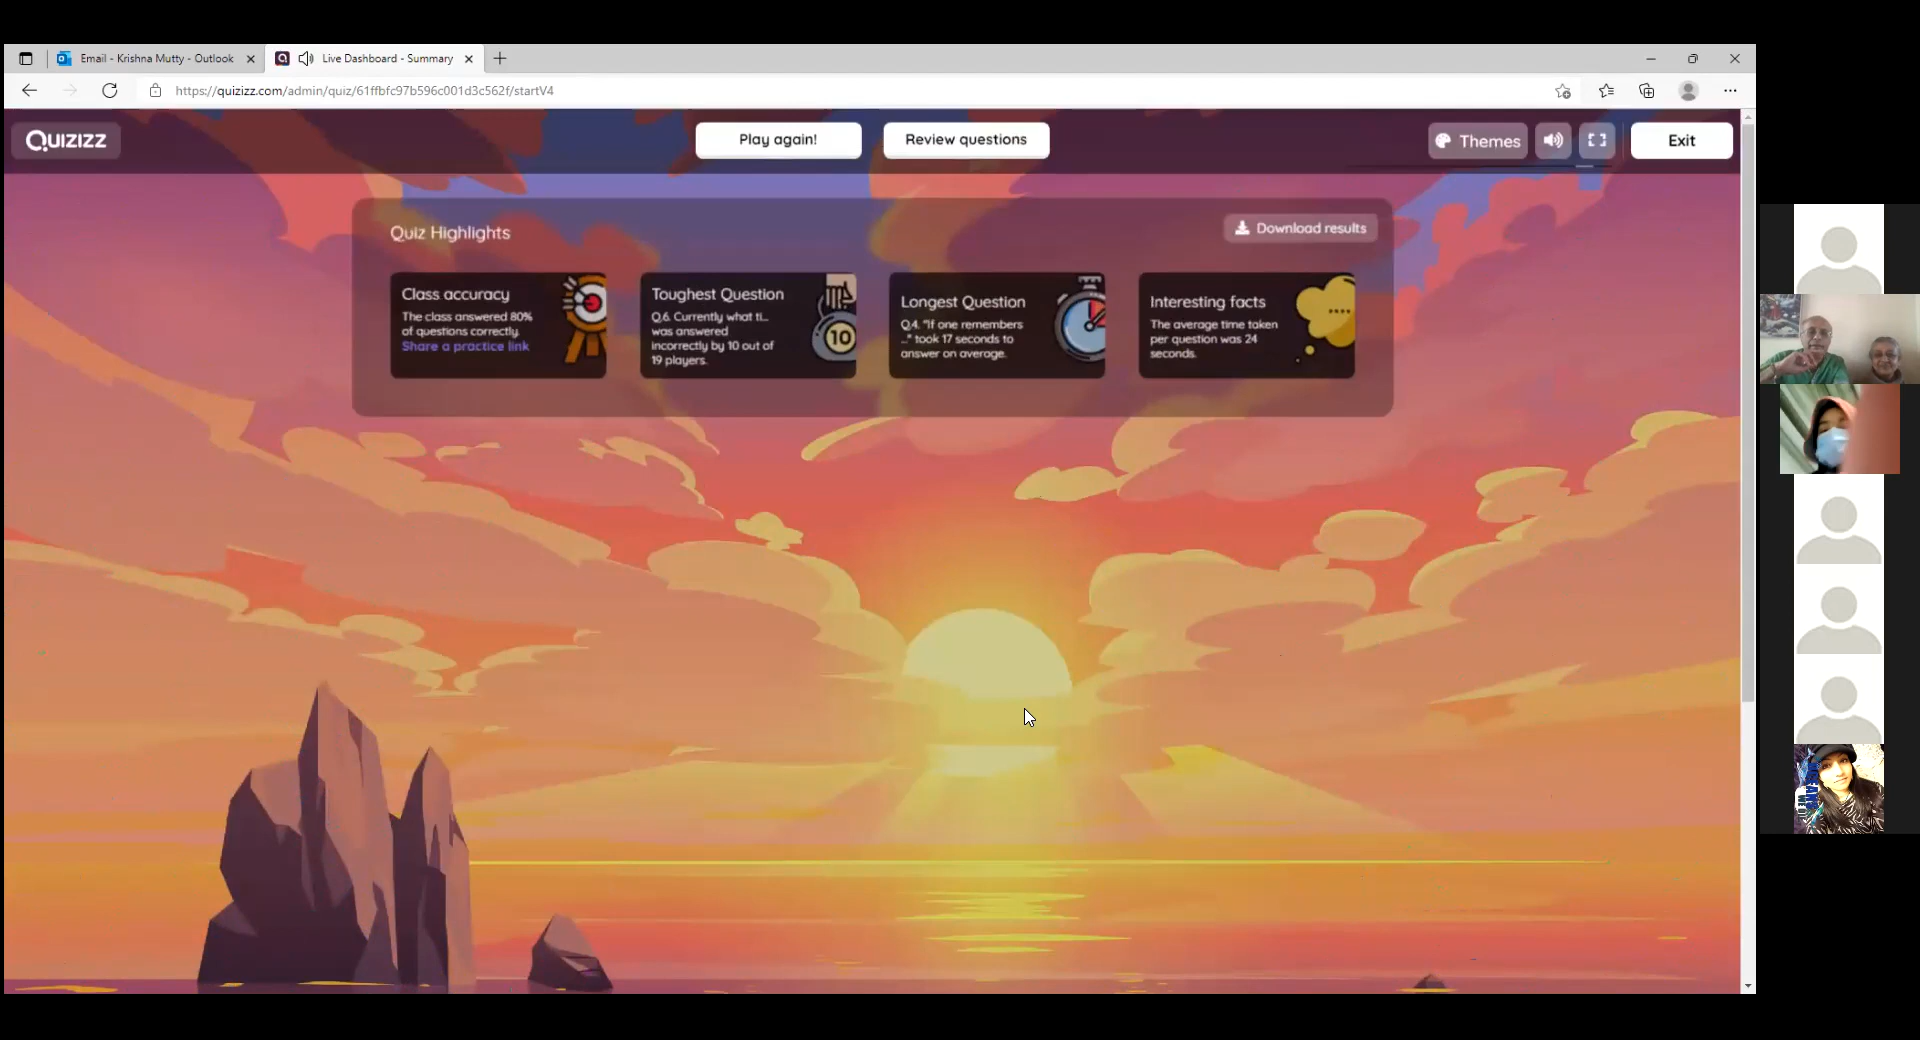 Email - Krishna Mutty - Outlook
Live Dashboard - Summary
https://quizizz.com/admin/quiz/61ffbfc97b596c001d3c562f/startV4
Quizizz
Play again!
Review questions
Themes
Exit
Quiz Highlights
Download results
Class accuracy
The class answered 80%
of questions correctly.
Share a practice link
Toughest Question
Q.6. Currently what ti...
was answered
incorrectly by 10 out of
19 players.
10
Longest Question
Q.4. "If one remembers
..." took 17 seconds to
answer on average.
Interesting facts
The average time taken
per question was 24
seconds.